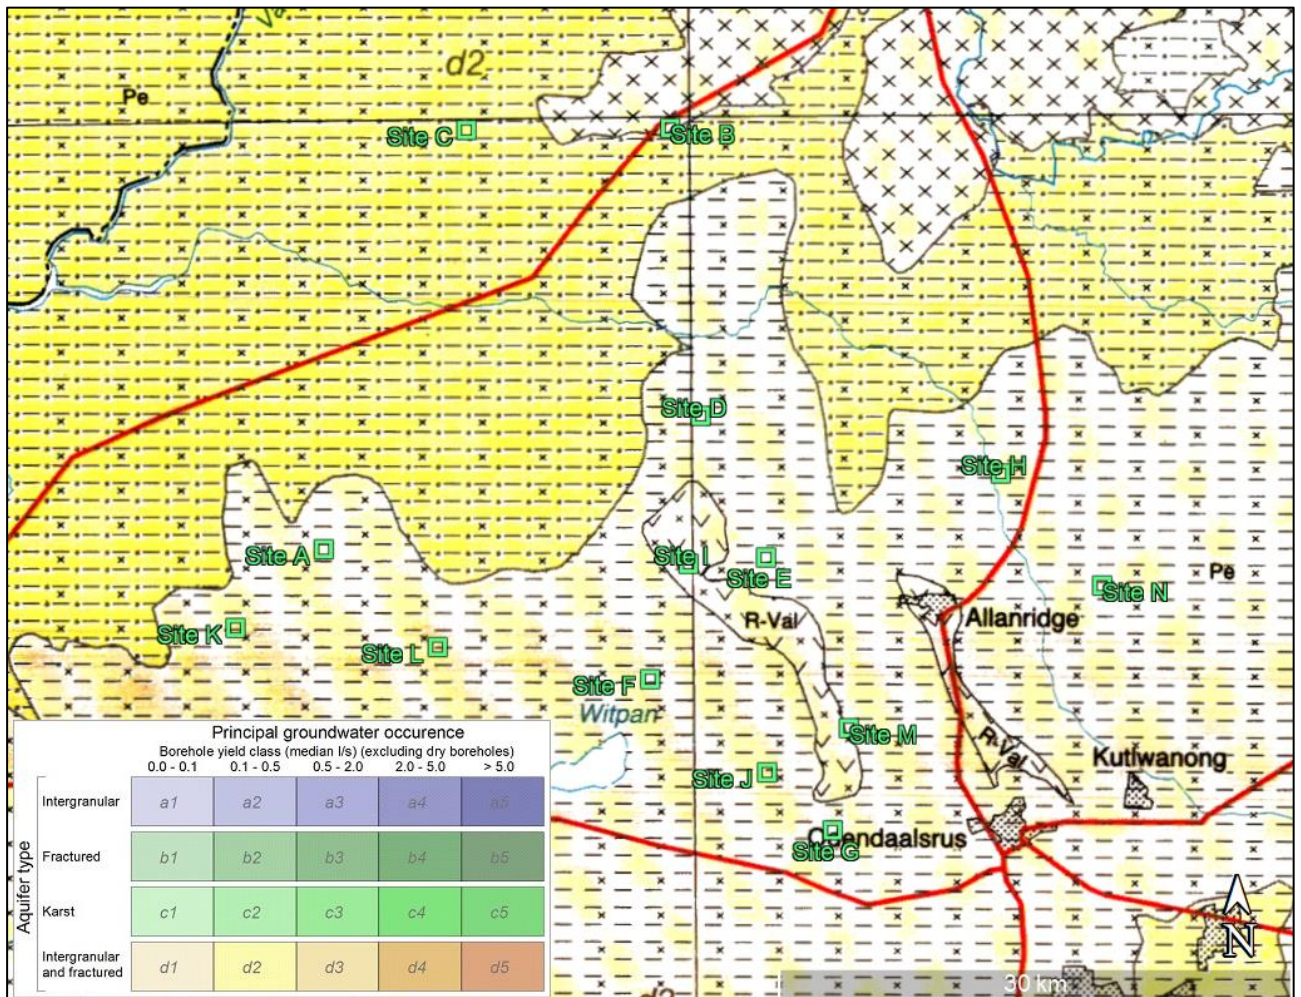 Va
d2
Pe
Site C
Site B
Site D
Site H
Site A
Site I
Site E
Site N
Pe
R-Val
Allanridge
Site K
Site L
Site F
Witpan
Site M
R-Val
Kutlwanong
Site J
Odendaalsrus
Site G
Principal groundwater occurence
Borehole yield class (median l/s) (excluding dry boreholes)
0.0 - 0.1 0.1 - 0.5 0.5 - 2.0 2.0 - 5.0 > 5.0
Aquifer type
Intergranular a1 a2 a3 a4 a5
Fractured b1 b2 b3 b4 b5
Karst c1 c2 c3 c4 c5
Intergranular
and fractured d1 d2 d3 d4 d5
N
30 km